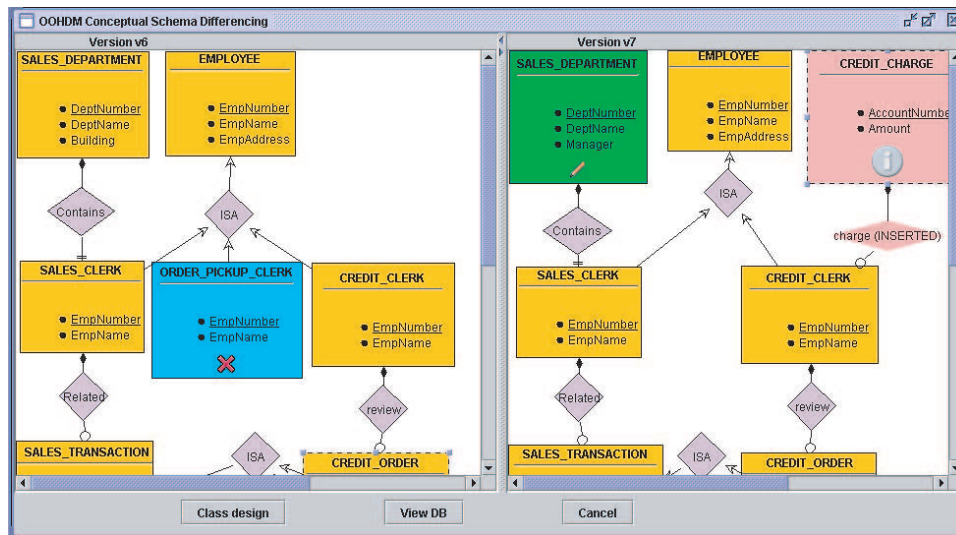 OOHDM Conceptual Schema Differencing
Version v6
SALES_DEPARTMENT
DeptNumber
DeptName
Building
EMPLOYEE
EmpNumber
EmpName
EmpAddress
Contains
ISA
SALES_CLERK
EmpNumber
EmpName
ORDER_PICKUP_CLERK
EmpNumber
EmpName
CREDIT_CLERK
EmpNumber
EmpName
Related
review
SALES_TRANSACTION
ISA
CREDIT_ORDER
Version v7
SALES_DEPARTMENT
DeptNumber
DeptName
Manager
EMPLOYEE
EmpNumber
EmpName
EmpAddress
CREDIT_CHARGE
AccountNumbe
Amount
Contains
ISA
charge (INSERTED)
SALES_CLERK
EmpNumber
EmpName
CREDIT_CLERK
EmpNumber
EmpName
Related
review
SALES_TRANSACTION
ISA
CREDIT_ORDER
Class design
View DB
Cancel